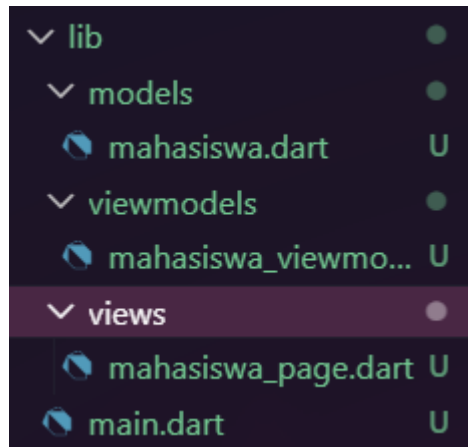 lib
models
mahasiswa.dart U
viewmodels
mahasiswa_viewmo... U
views
mahasiswa_page.dart U
main.dart U